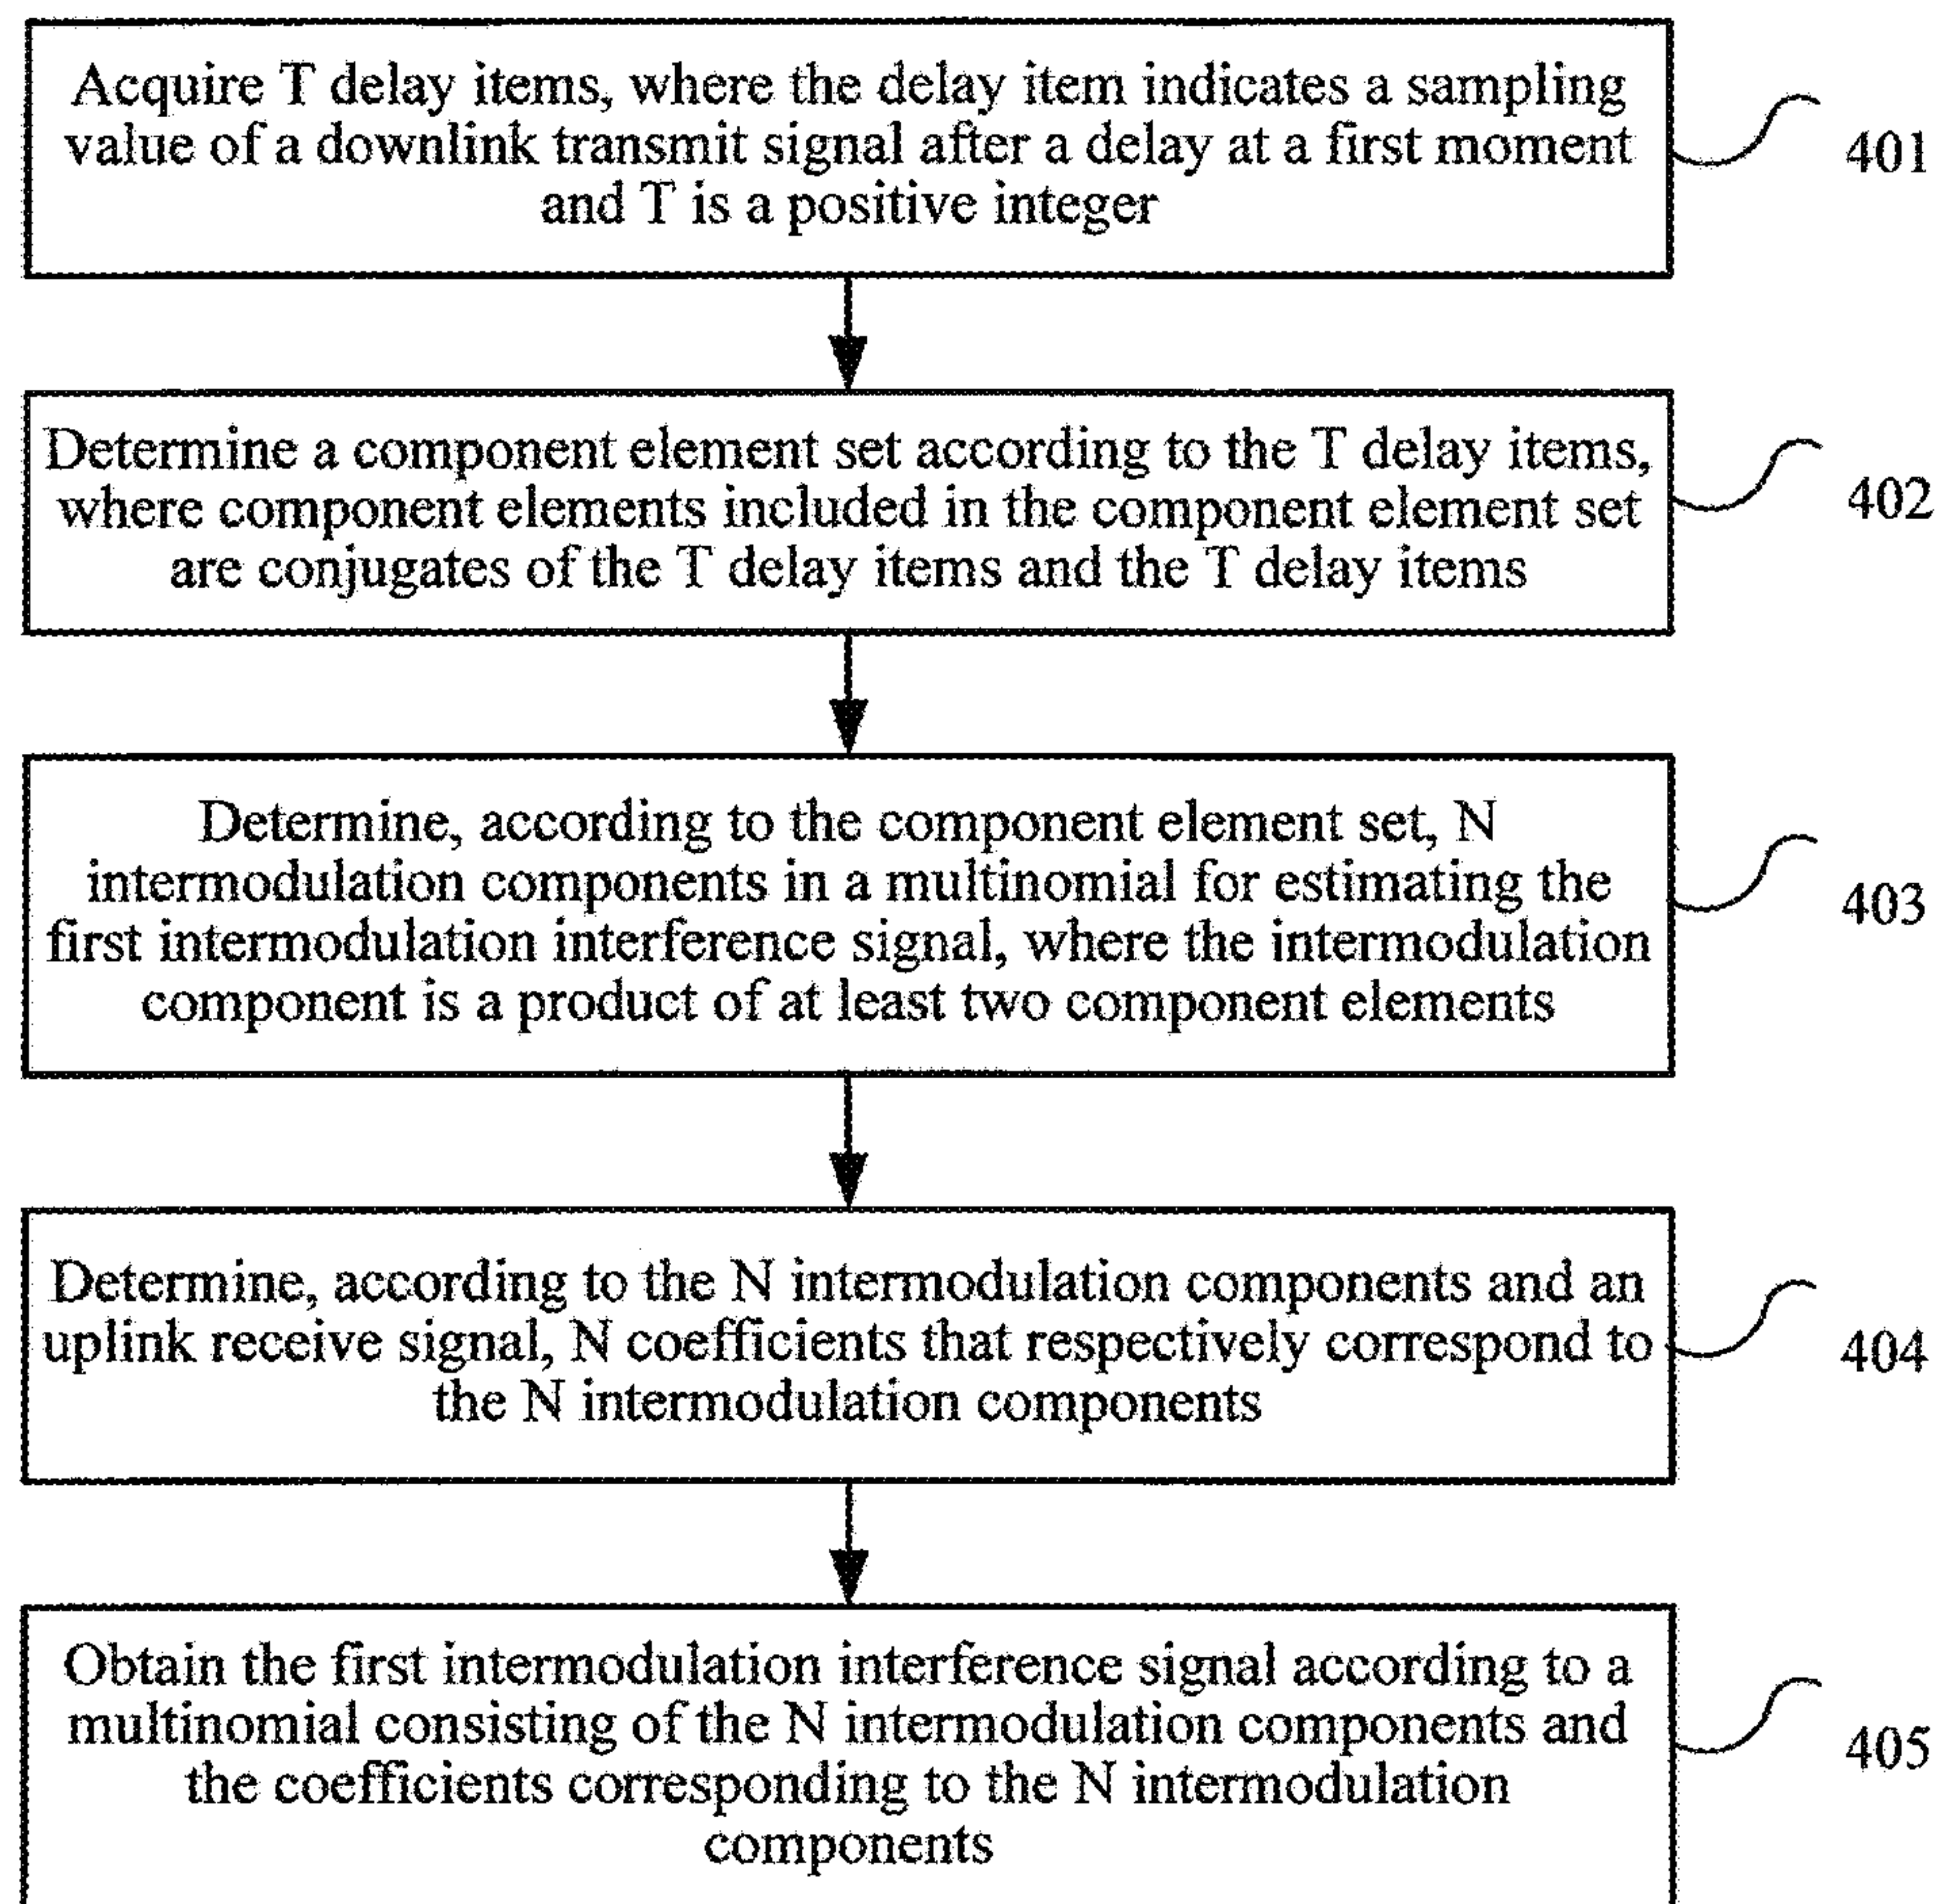 Acquire T delay items, where the delay item indicates a sampling
value of a downlink transmit signal after a delay at a first moment
and T is a positive integer
401
Determine a component element set according to the T delay items,
where component elements included in the component element set
are conjugates of the T delay items and the T delay items
402
Determine, according to the component element set, N
intermodulation components in a multinomial for estimating the
first intermodulation interference signal, where the intermodulation
component is a product of at least two component elements
403
Determine, according to the N intermodulation components and an
uplink receive signal, N coefficients that respectively correspond to
the N intermodulation components
404
Obtain the first intermodulation interference signal according to a
multinomial consisting of the N intermodulation components and
the coefficients corresponding to the N intermodulation
components
405